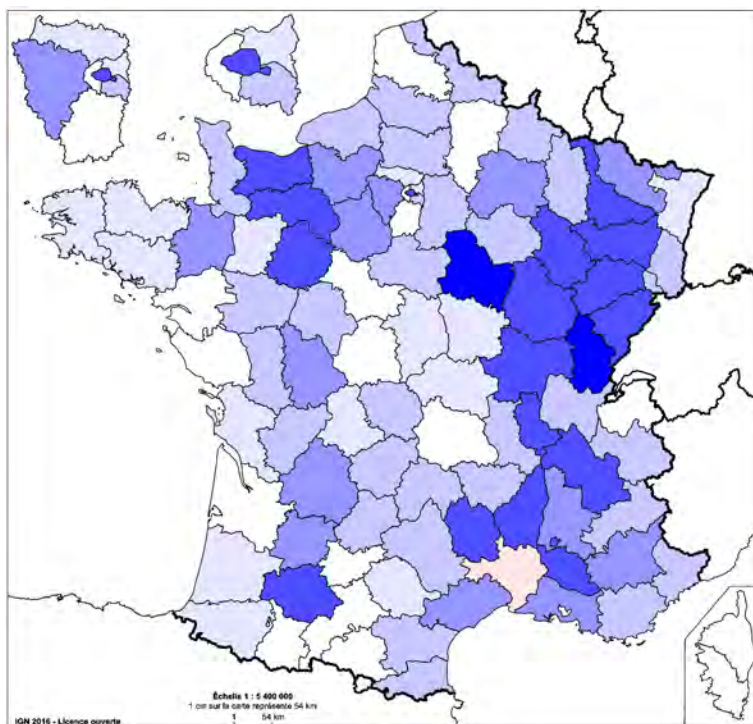 Échelle 1 : 5 400 000
1 cm sur la carte représente 54 km
1 54 km
IGN 2016 - Licence ouverte